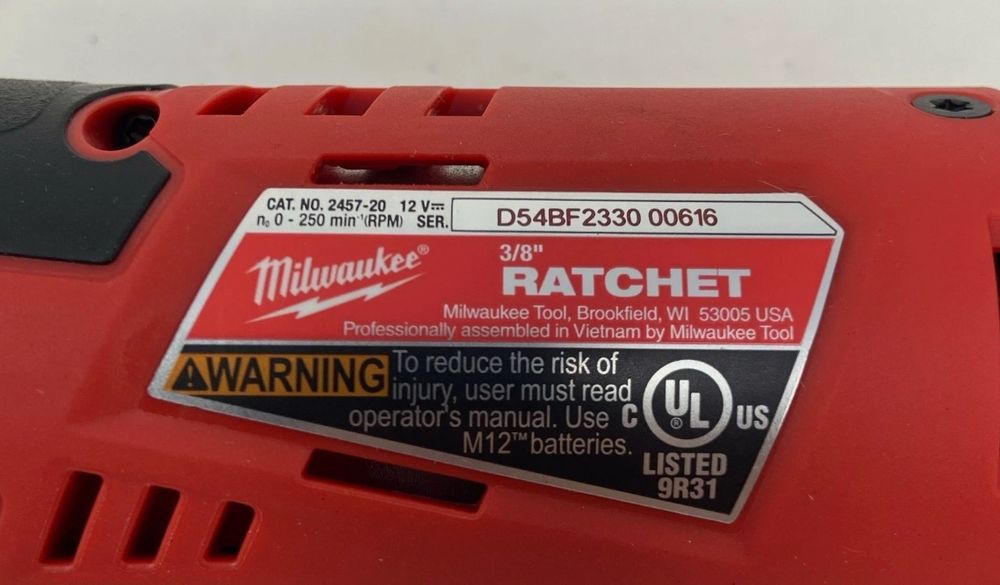 CAT. NO. 2457-20 12 V⎓
n₀ 0 - 250 min⁻¹(RPM) SER. D54BF2330 00616
Milwaukee®
3/8"
RATCHET
Milwaukee Tool, Brookfield, WI 53005 USA
Professionally assembled in Vietnam by Milwaukee Tool
⚠WARNING
To reduce the risk of
injury, user must read
operator's manual. Use
M12™ batteries.
C UL® US
LISTED
9R31